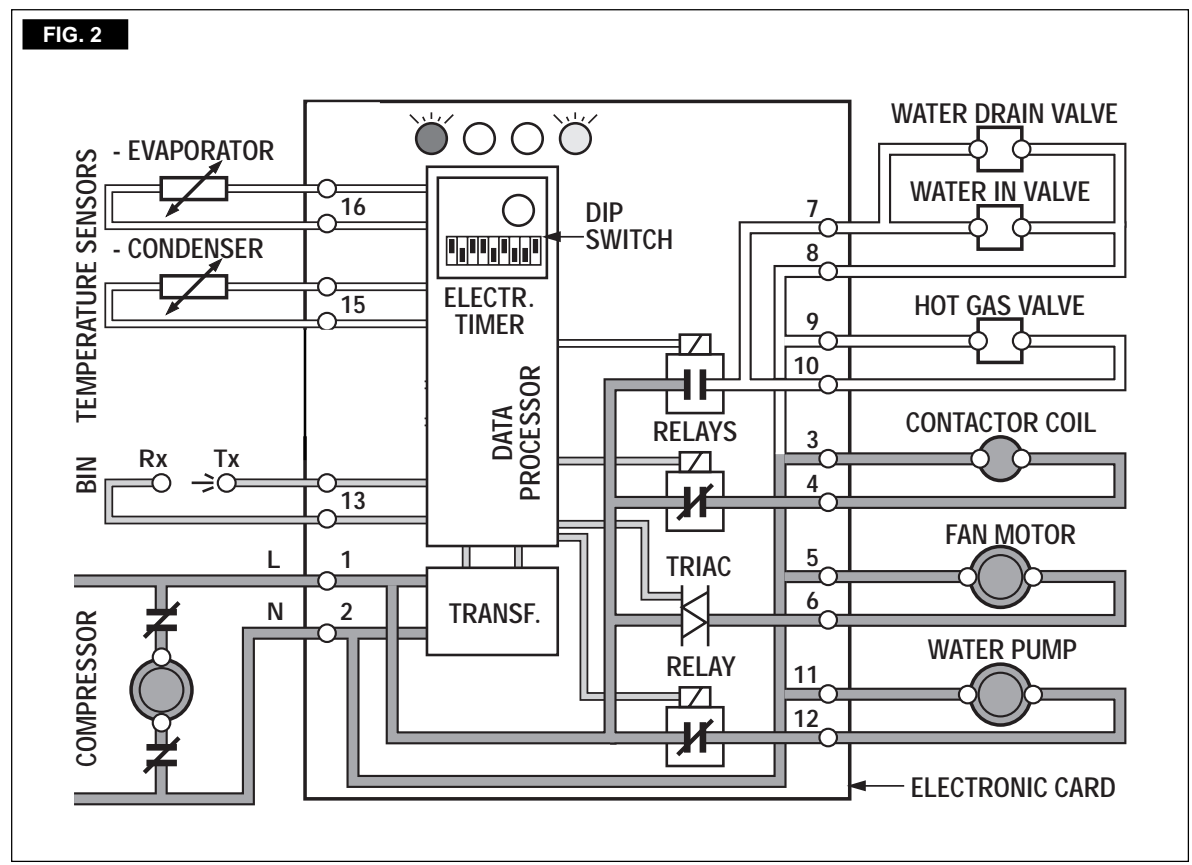 FIG. 2
WATER DRAIN VALVE
- EVAPORATOR
TEMPERATURE SENSORS
16
DIP
SWITCH
WATER IN VALVE
7
- CONDENSER
8
15
ELECTR.
TIMER
HOT GAS VALVE
9
10
DATA
PROCESSOR
RELAYS
CONTACTOR COIL
3
4
BIN
Rx
Tx
13
FAN MOTOR
5
TRIAC
6
L
1
N
2
TRANSF.
COMPRESSOR
RELAY
WATER PUMP
11
12
ELECTRONIC CARD